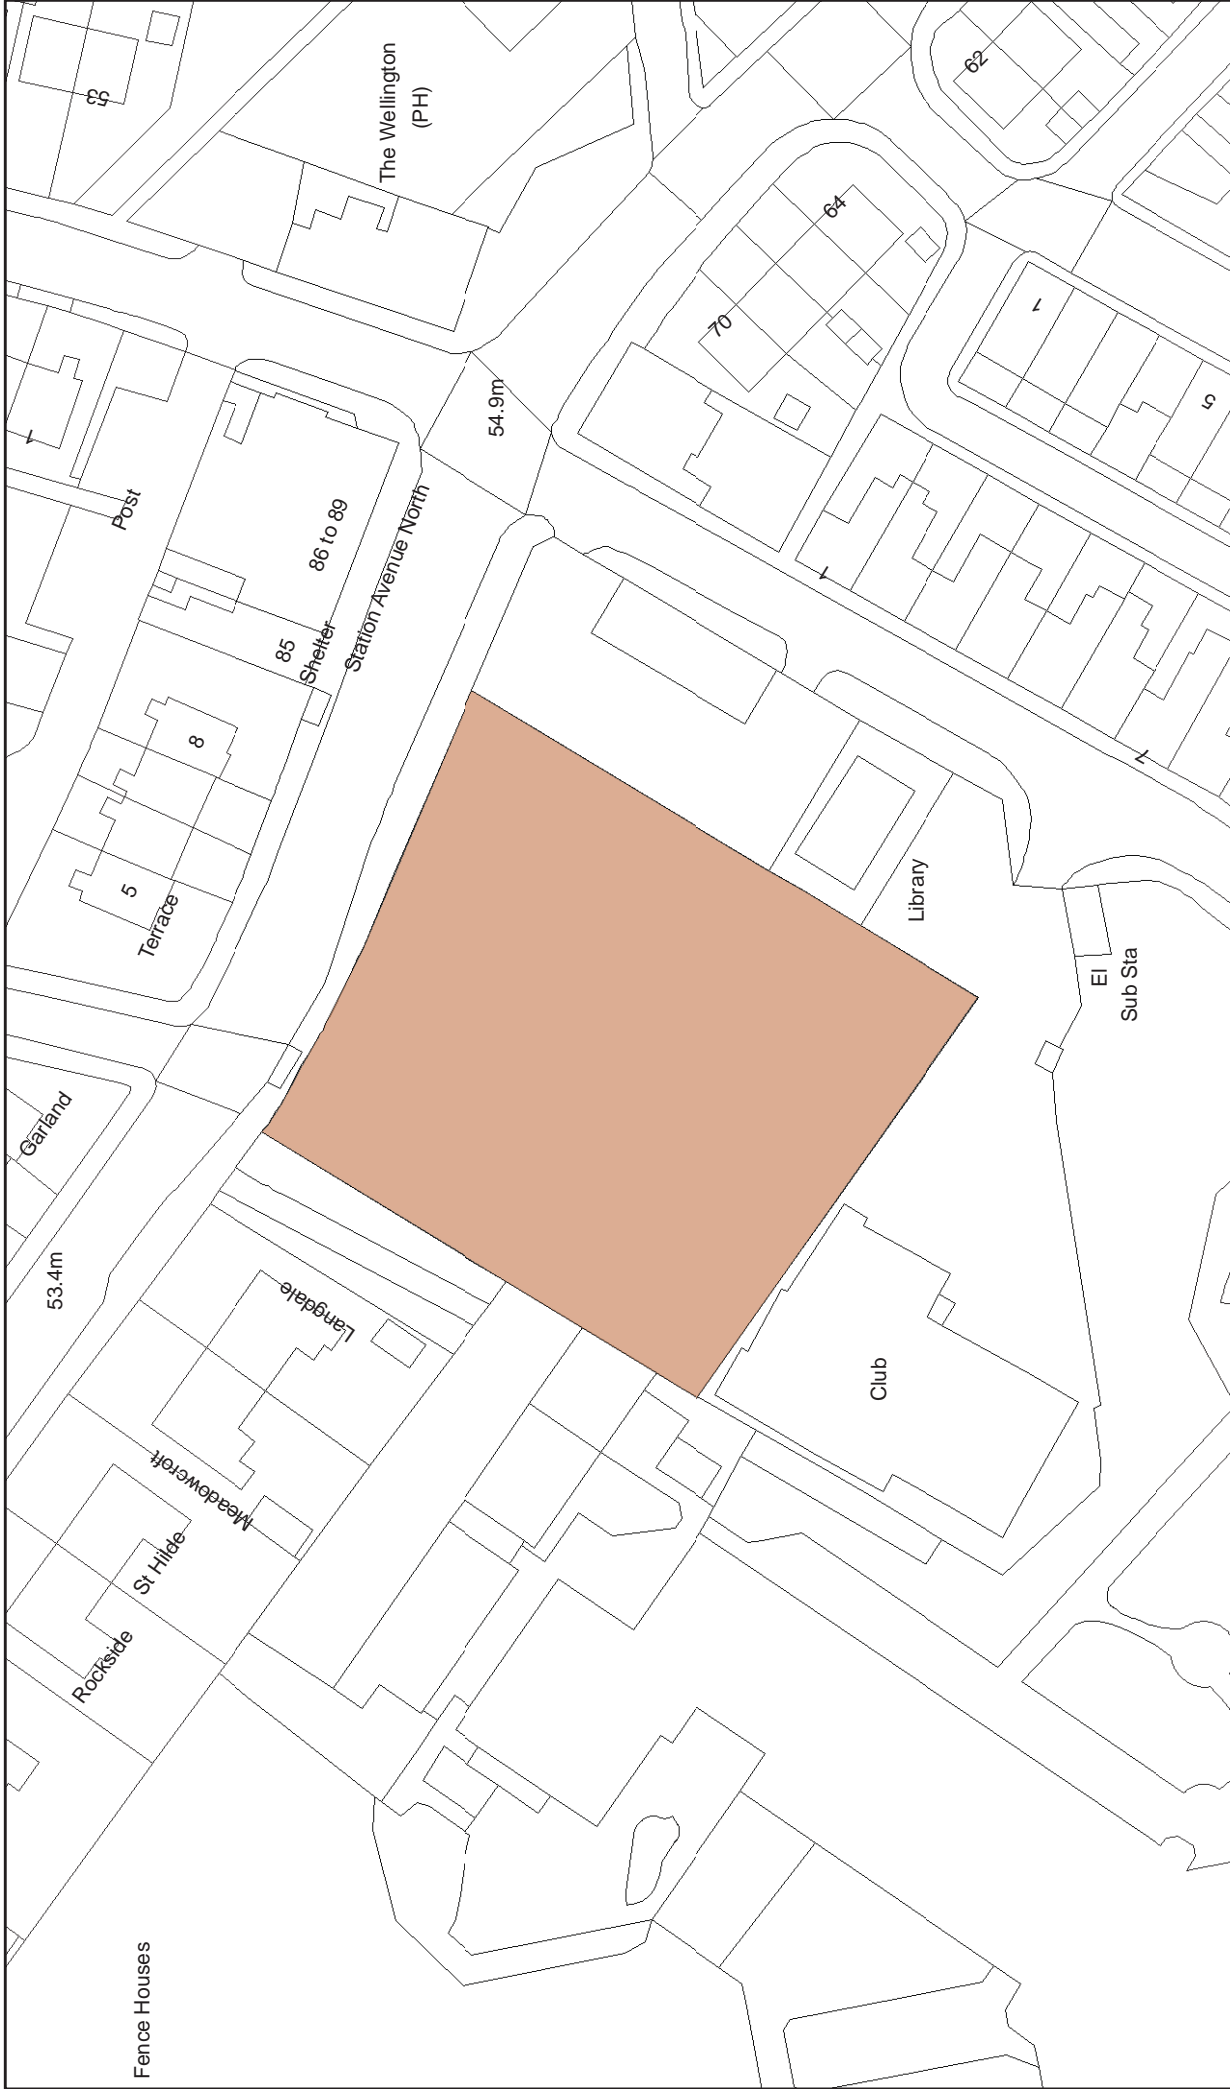 53
The Wellington
(PH)
62
64
70
1
5
1
54.9m
Post
86 to 89
Station Avenue North
85
Shelter
8
5
Terrace
1
7
Library
El
Sub Sta
Garland
53.4m
Langdale
Meadowcroft
St Hilde
Rockside
Club
Fence Houses